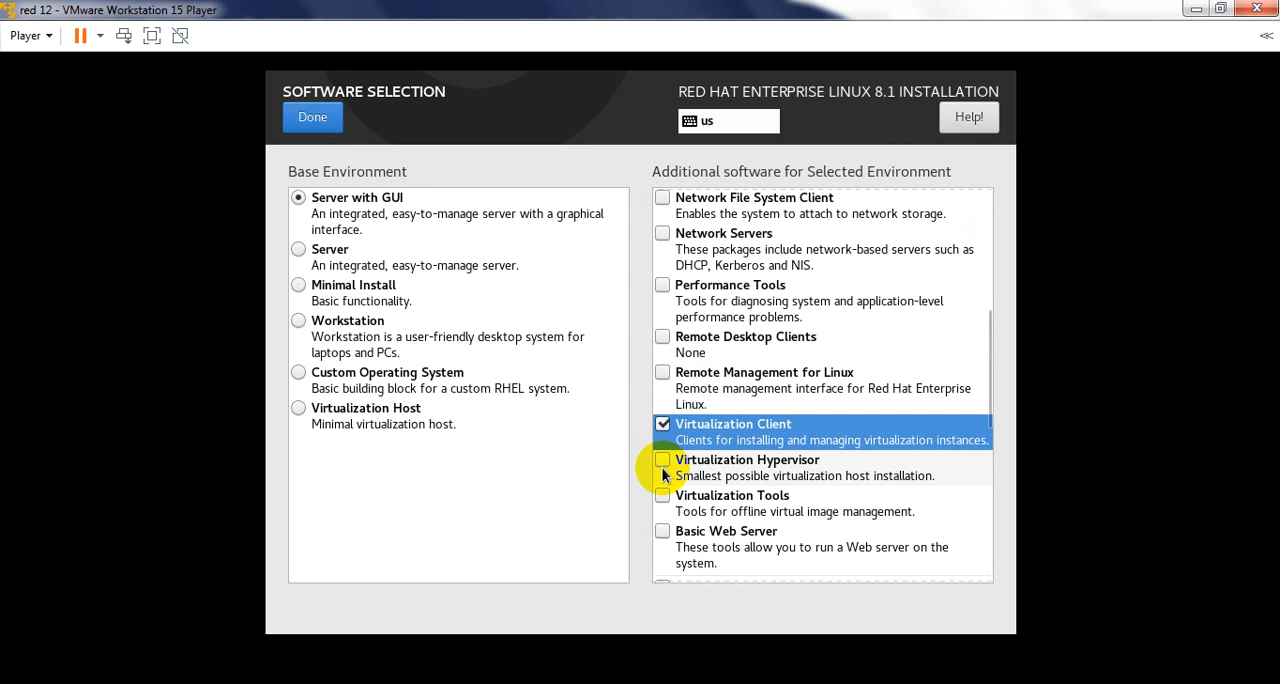 red 12 - VMware Workstation 15 Player
Player
SOFTWARE SELECTION
RED HAT ENTERPRISE LINUX 8.1 INSTALLATION
Done
us
Help!
Base Environment
Server with GUI
An integrated, easy-to-manage server with a graphical
interface.
Server
An integrated, easy-to-manage server.
Minimal Install
Basic functionality.
Workstation
Workstation is a user-friendly desktop system for
laptops and PCs.
Custom Operating System
Basic building block for a custom RHEL system.
Virtualization Host
Minimal virtualization host.
Additional software for Selected Environment
Network File System Client
Enables the system to attach to network storage.
Network Servers
These packages include network-based servers such as
DHCP, Kerberos and NIS.
Performance Tools
Tools for diagnosing system and application-level
performance problems.
Remote Desktop Clients
None
Remote Management for Linux
Remote management interface for Red Hat Enterprise
Linux.
Virtualization Client
Clients for installing and managing virtualization instances.
Virtualization Hypervisor
Smallest possible virtualization host installation.
Virtualization Tools
Tools for offline virtual image management.
Basic Web Server
These tools allow you to run a Web server on the
system.